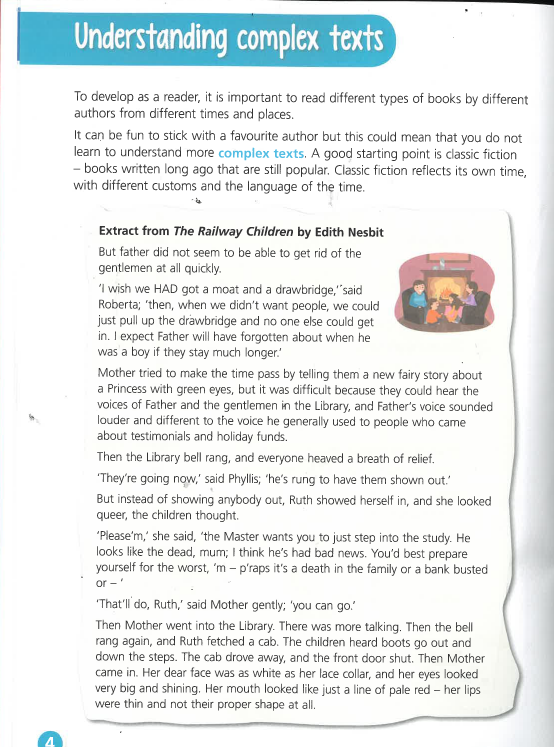 Understanding complex texts
To develop as a reader, it is important to read different types of books by different
authors from different times and places.
It can be fun to stick with a favourite author but this could mean that you do not
learn to understand more complex texts. A good starting point is classic fiction
– books written long ago that are still popular. Classic fiction reflects its own time,
with different customs and the language of the time.
Extract from The Railway Children by Edith Nesbit
But father did not seem to be able to get rid of the
gentlemen at all quickly.
'I wish we HAD got a moat and a drawbridge,' said
Roberta; 'then, when we didn't want people, we could
just pull up the drawbridge and no one else could get
in. I expect Father will have forgotten about when he
was a boy if they stay much longer.'
Mother tried to make the time pass by telling them a new fairy story about
a Princess with green eyes, but it was difficult because they could hear the
voices of Father and the gentlemen in the Library, and Father's voice sounded
louder and different to the voice he generally used to people who came
about testimonials and holiday funds.
Then the Library bell rang, and everyone heaved a breath of relief.
'They're going now,' said Phyllis; 'he's rung to have them shown out.'
But instead of showing anybody out, Ruth showed herself in, and she looked
queer, the children thought.
'Please'm,' she said, 'the Master wants you to just step into the study. He
looks like the dead, mum; I think he's had bad news. You'd best prepare
yourself for the worst, 'm – p'raps it's a death in the family or a bank busted
or – '
'That'll do, Ruth,' said Mother gently; 'you can go.'
Then Mother went into the Library. There was more talking. Then the bell
rang again, and Ruth fetched a cab. The children heard boots go out and
down the steps. The cab drove away, and the front door shut. Then Mother
came in. Her dear face was as white as her lace collar, and her eyes looked
very big and shining. Her mouth looked like just a line of pale red – her lips
were thin and not their proper shape at all.
4